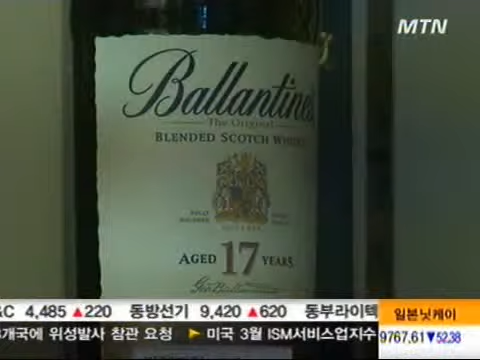 MTN
Ballantine's
The Original
BLENDED SCOTCH
AGED 17 YEARS
C 4,485 ▲220 동방선기 9,420 ▲620 동부라이텍
일본닛케이
개국에 위성발사 참관 요청 ▶ 미국 3월 ISM서비스업지수
9767.61 ▼52.38